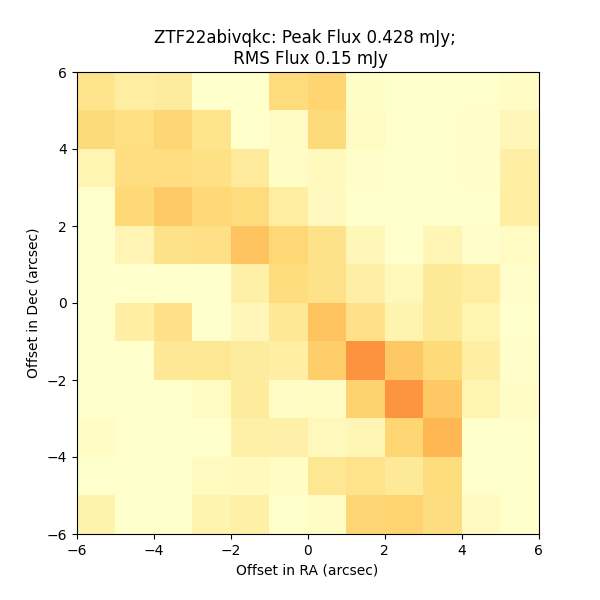 ZTF22abivqkc: Peak Flux 0.428 mJy;
RMS Flux 0.15 mJy
6
4
2
0
−2
−4
−6
Offset in Dec (arcsec)
−6 −4 −2 0 2 4 6
Offset in RA (arcsec)